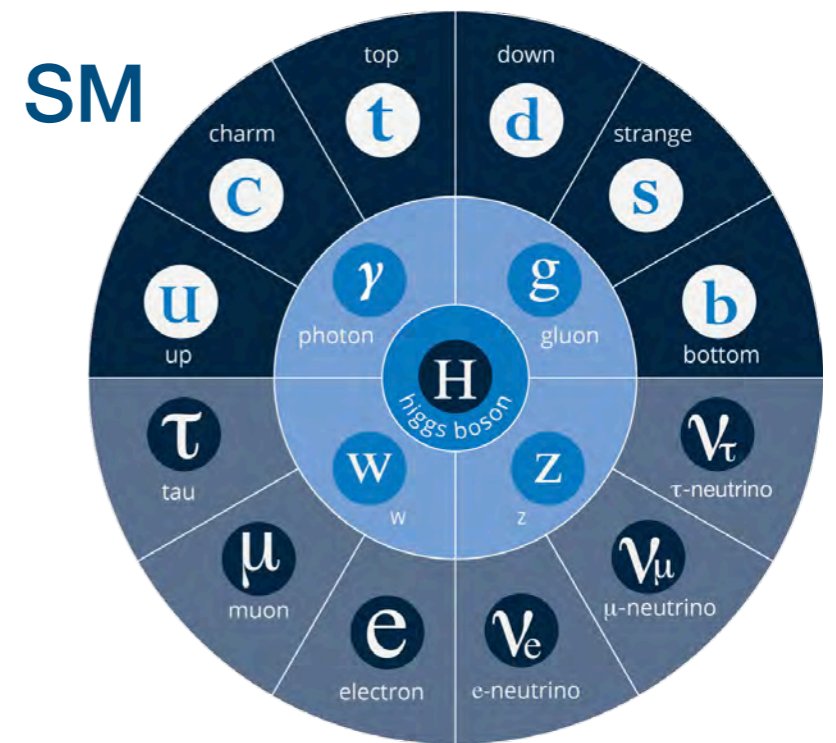 SM
top
t
down
d
charm
c
strange
s
up
u
bottom
b
γ
photon
g
gluon
H
higgs boson
W
w
Z
z
τ
tau
ντ
τ-neutrino
μ
muon
νμ
μ-neutrino
e
electron
νe
e-neutrino